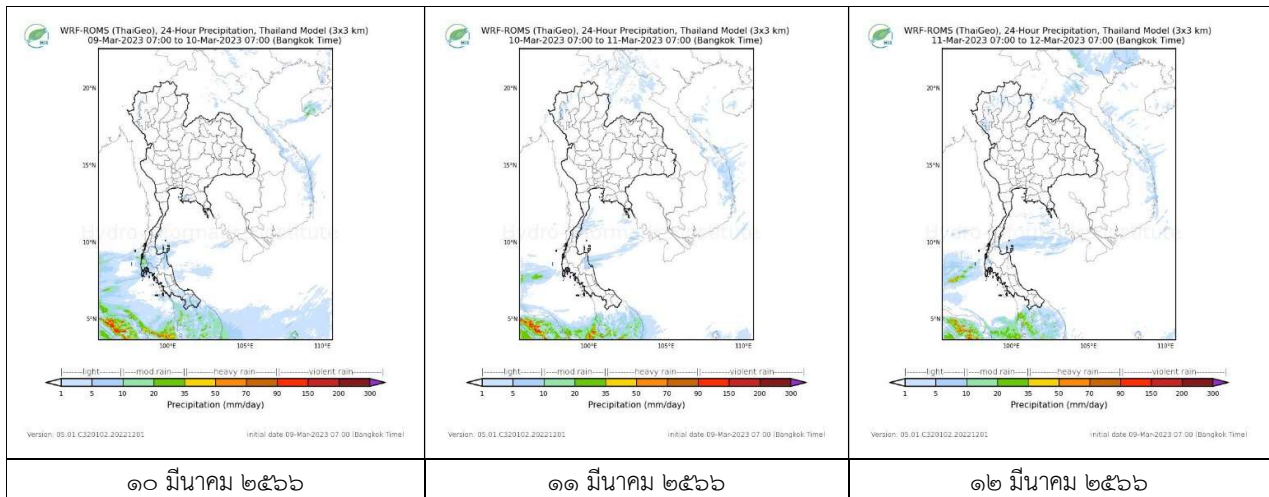 WRF-ROMS (ThaiGeo), 24-Hour Precipitation, Thailand Model (3x3 km)
09-Mar-2023 07:00 to 10-Mar-2023 07:00 (Bangkok Time)
20°N
15°N
10°N
5°N
100°E
105°E
110°E
light mod rain heavy rain violent rain
1 5 10 20 35 50 70 90 150 200 300
Precipitation (mm/day)
Version: 05.01 C320102.20221201
initial date 09-Mar-2023 07:00 (Bangkok Time)
๑๐ มีนาคม ๒๕๖๖
WRF-ROMS (ThaiGeo), 24-Hour Precipitation, Thailand Model (3x3 km)
10-Mar-2023 07:00 to 11-Mar-2023 07:00 (Bangkok Time)
20°N
15°N
10°N
5°N
100°E
105°E
110°E
light mod rain heavy rain violent rain
1 5 10 20 35 50 70 90 150 200 300
Precipitation (mm/day)
Version: 05.01 C320102.20221201
initial date 09-Mar-2023 07:00 (Bangkok Time)
๑๑ มีนาคม ๒๕๖๖
WRF-ROMS (ThaiGeo), 24-Hour Precipitation, Thailand Model (3x3 km)
11-Mar-2023 07:00 to 12-Mar-2023 07:00 (Bangkok Time)
20°N
15°N
10°N
5°N
100°E
105°E
110°E
light mod rain heavy rain violent rain
1 5 10 20 35 50 70 90 150 200 300
Precipitation (mm/day)
Version: 05.01 C320102.20221201
initial date 09-Mar-2023 07:00 (Bangkok Time)
๑๒ มีนาคม ๒๕๖๖